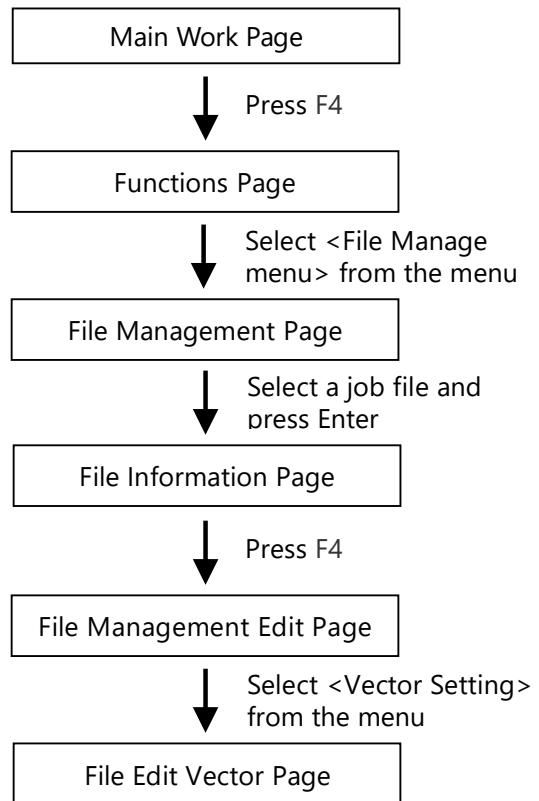 Main Work Page
Press F4
Functions Page
Select <File Manage
menu> from the menu
File Management Page
Select a job file and
press Enter
File Information Page
Press F4
File Management Edit Page
Select <Vector Setting>
from the menu
File Edit Vector Page